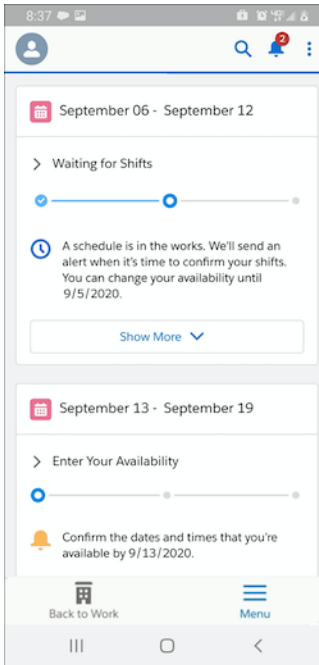 8:37
2
September 06 - September 12
Waiting for Shifts
A schedule is in the works. We'll send an
alert when it's time to confirm your shifts.
You can change your availability until
9/5/2020.
Show More
September 13 - September 19
Enter Your Availability
Confirm the dates and times that you're
available by 9/13/2020.
Back to Work
Menu